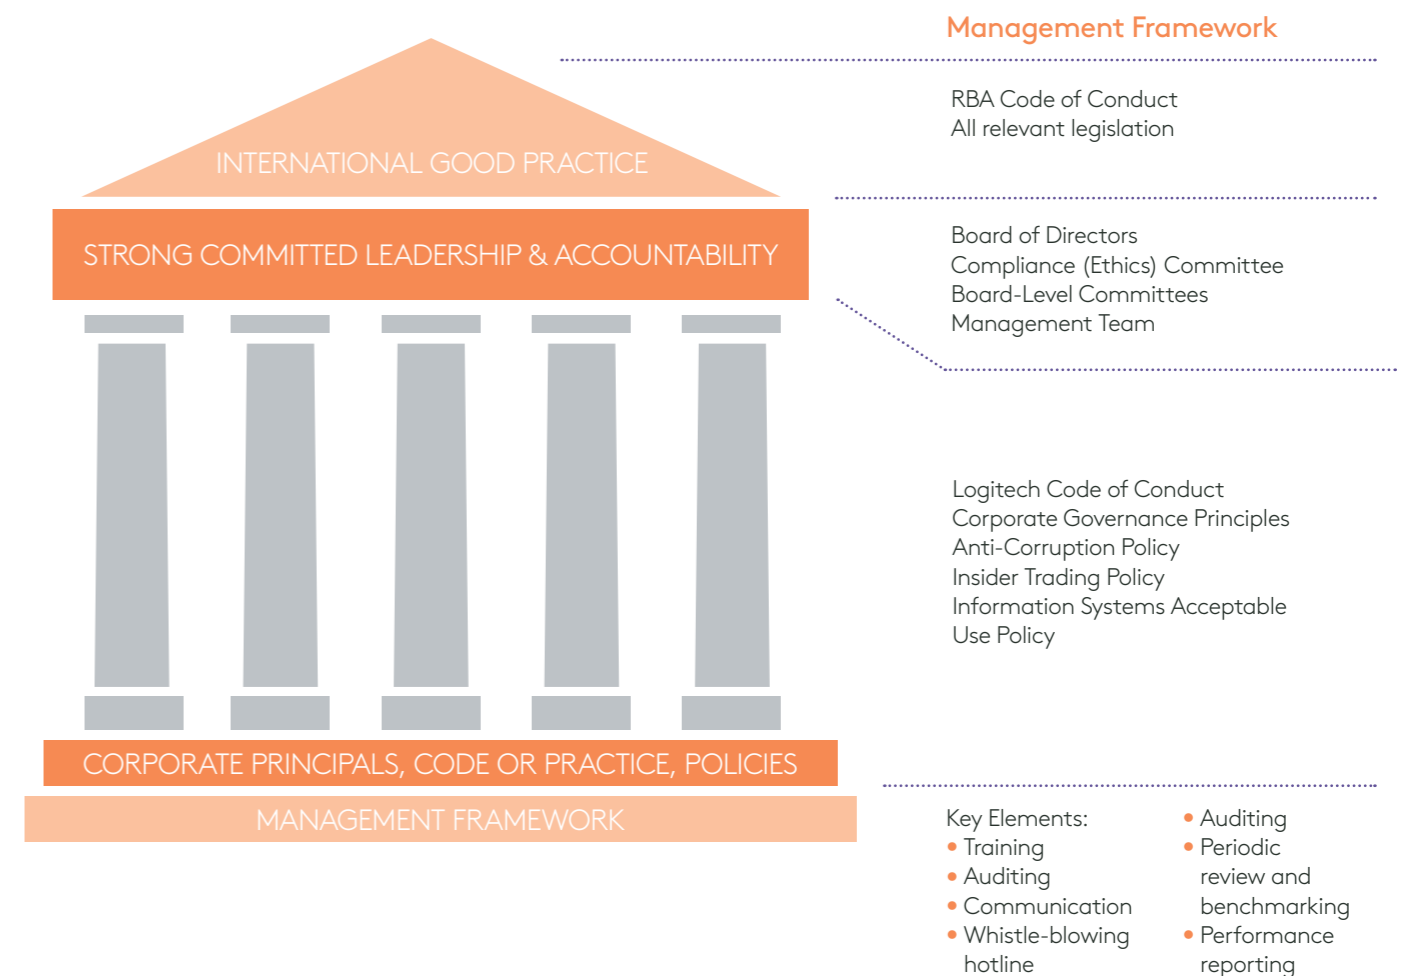 Management Framework
INTERNATIONAL GOOD PRACTICE
RBA Code of Conduct
All relevant legislation
STRONG COMMITTED LEADERSHIP & ACCOUNTABILITY
Board of Directors
Compliance (Ethics) Committee
Board-Level Committees
Management Team
Logitech Code of Conduct
Corporate Governance Principles
Anti-Corruption Policy
Insider Trading Policy
Information Systems Acceptable
Use Policy
CORPORATE PRINCIPALS, CODE OR PRACTICE, POLICIES
MANAGEMENT FRAMEWORK
Key Elements:
• Training
• Auditing
• Communication
• Whistle-blowing
hotline
• Auditing
• Periodic
review and
benchmarking
• Performance
reporting